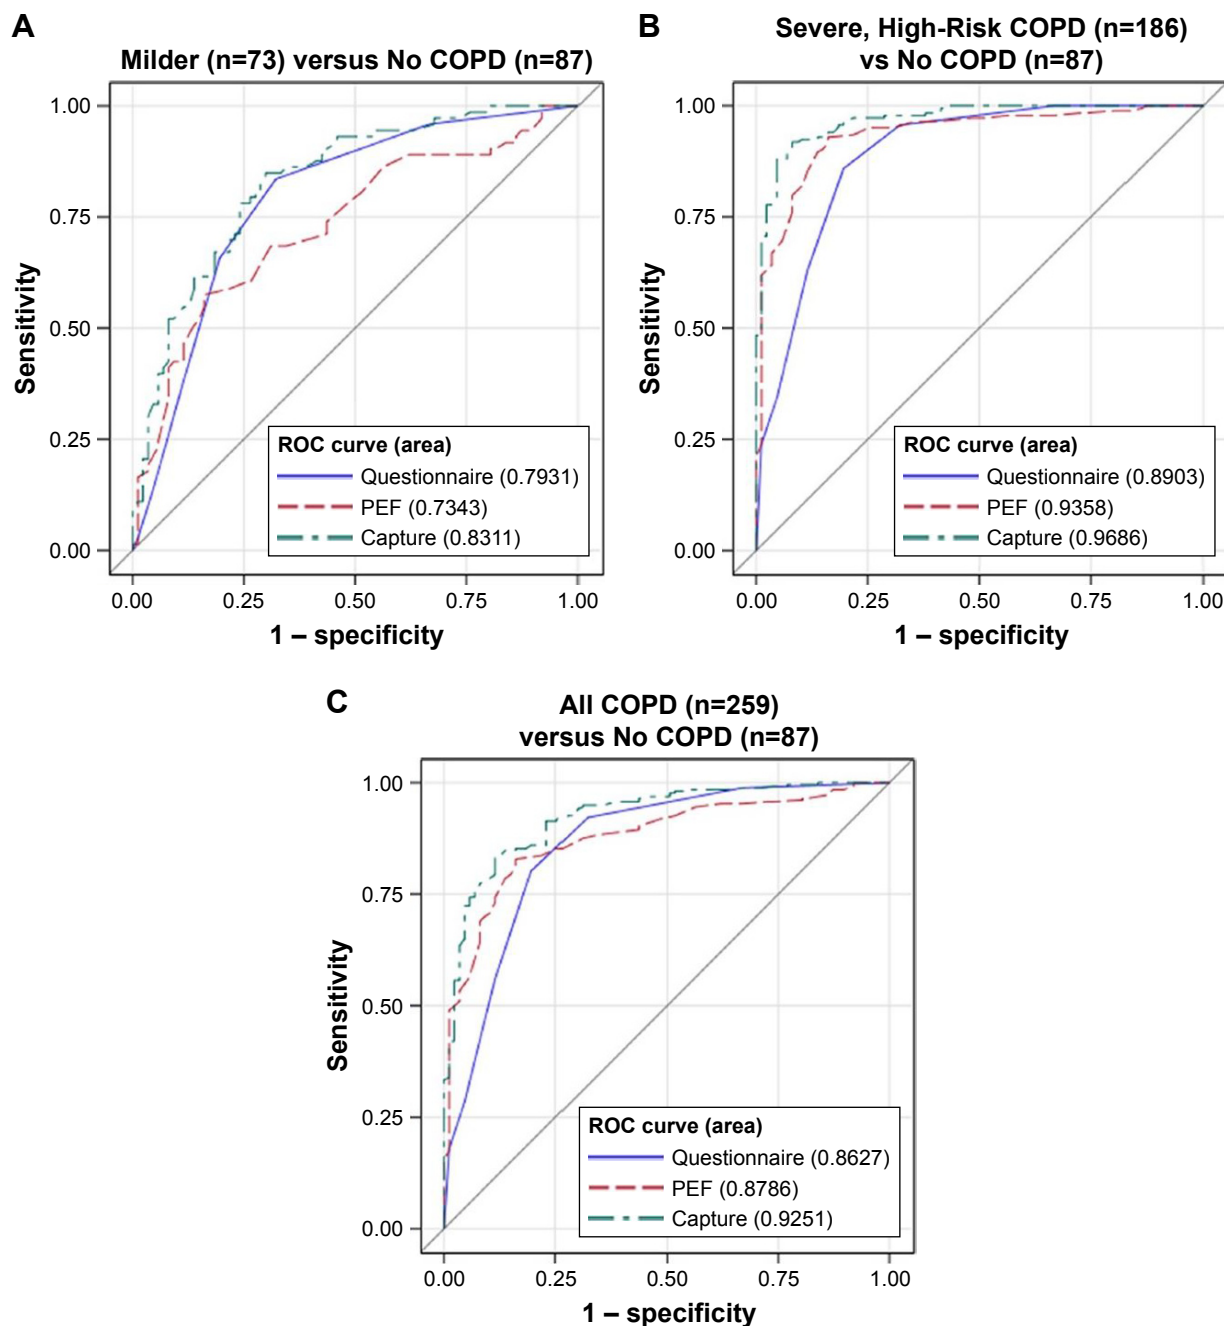 A
Milder (n=73) versus No COPD (n=87)
1.00
0.75
0.50
0.25
0.00
Sensitivity
ROC curve (area)
Questionnaire (0.7931)
PEF (0.7343)
Capture (0.8311)
0.00 0.25 0.50 0.75 1.00
1 – specificity
B
Severe, High-Risk COPD (n=186)
vs No COPD (n=87)
1.00
0.75
0.50
0.25
0.00
Sensitivity
ROC curve (area)
Questionnaire (0.8903)
PEF (0.9358)
Capture (0.9686)
0.00 0.25 0.50 0.75 1.00
1 – specificity
C
All COPD (n=259)
versus No COPD (n=87)
1.00
0.75
0.50
0.25
0.00
Sensitivity
ROC curve (area)
Questionnaire (0.8627)
PEF (0.8786)
Capture (0.9251)
0.00 0.25 0.50 0.75 1.00
1 – specificity